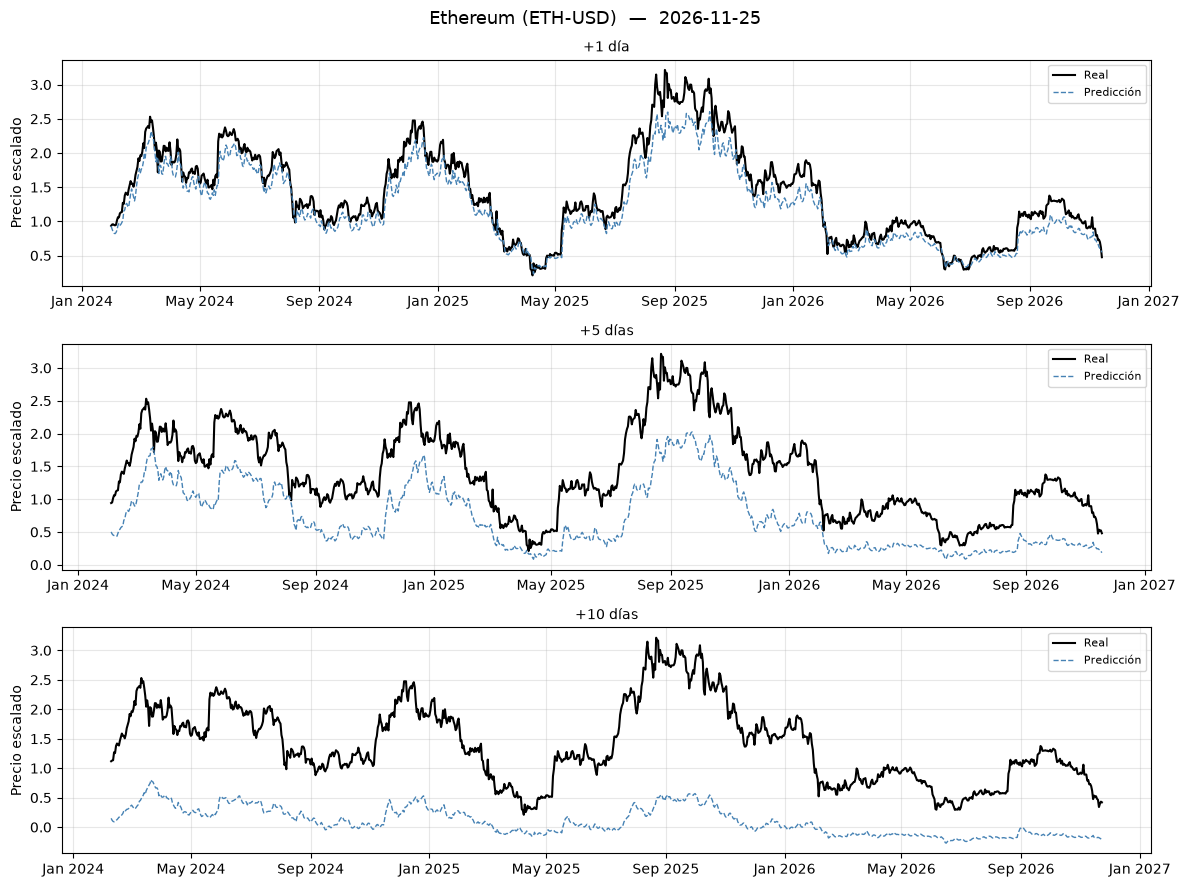 Ethereum (ETH-USD) — 2026-11-25
+1 día
Precio escalado
3.0
2.5
2.0
1.5
1.0
0.5
Real
Predicción
Jan 2024 May 2024 Sep 2024 Jan 2025 May 2025 Sep 2025 Jan 2026 May 2026 Sep 2026 Jan 2027
+5 días
Precio escalado
3.0
2.5
2.0
1.5
1.0
0.5
0.0
Real
Predicción
Jan 2024 May 2024 Sep 2024 Jan 2025 May 2025 Sep 2025 Jan 2026 May 2026 Sep 2026 Jan 2027
+10 días
Precio escalado
3.0
2.5
2.0
1.5
1.0
0.5
0.0
Real
Predicción
Jan 2024 May 2024 Sep 2024 Jan 2025 May 2025 Sep 2025 Jan 2026 May 2026 Sep 2026 Jan 2027